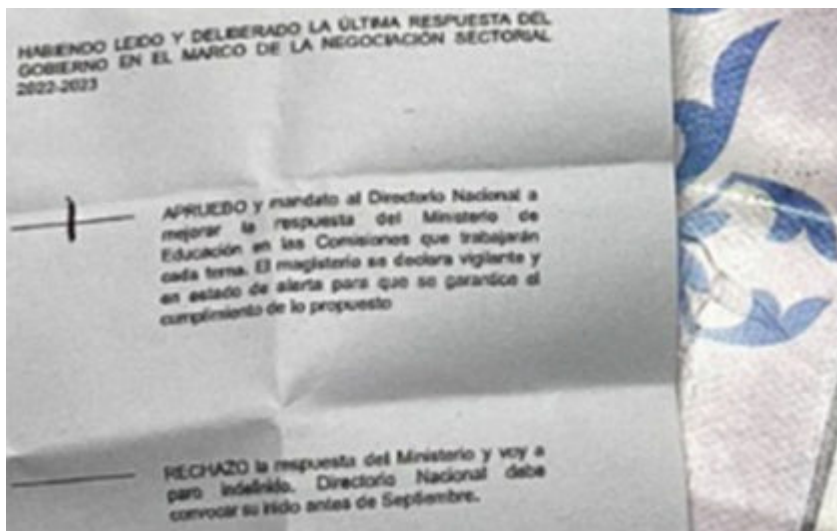 HABIENDO LEIDO Y DELIBERADO LA ÚLTIMA RESPUESTA DEL
GOBIERNO EN EL MARCO DE LA NEGOCIACIÓN SECTORIAL
2022-2023
APRUEBO y mandato al Directorio Nacional a
mejorar la respuesta del Ministerio de
Educación en las Comisiones que trabajarán
cada tema. El magisterio se declara vigilante y
en estado de alerta para que se garantice el
cumplimiento de lo propuesto
RECHAZO la respuesta del Ministerio y voy a
paro indefinido. Directorio Nacional debe
convocar su inicio antes de Septiembre.